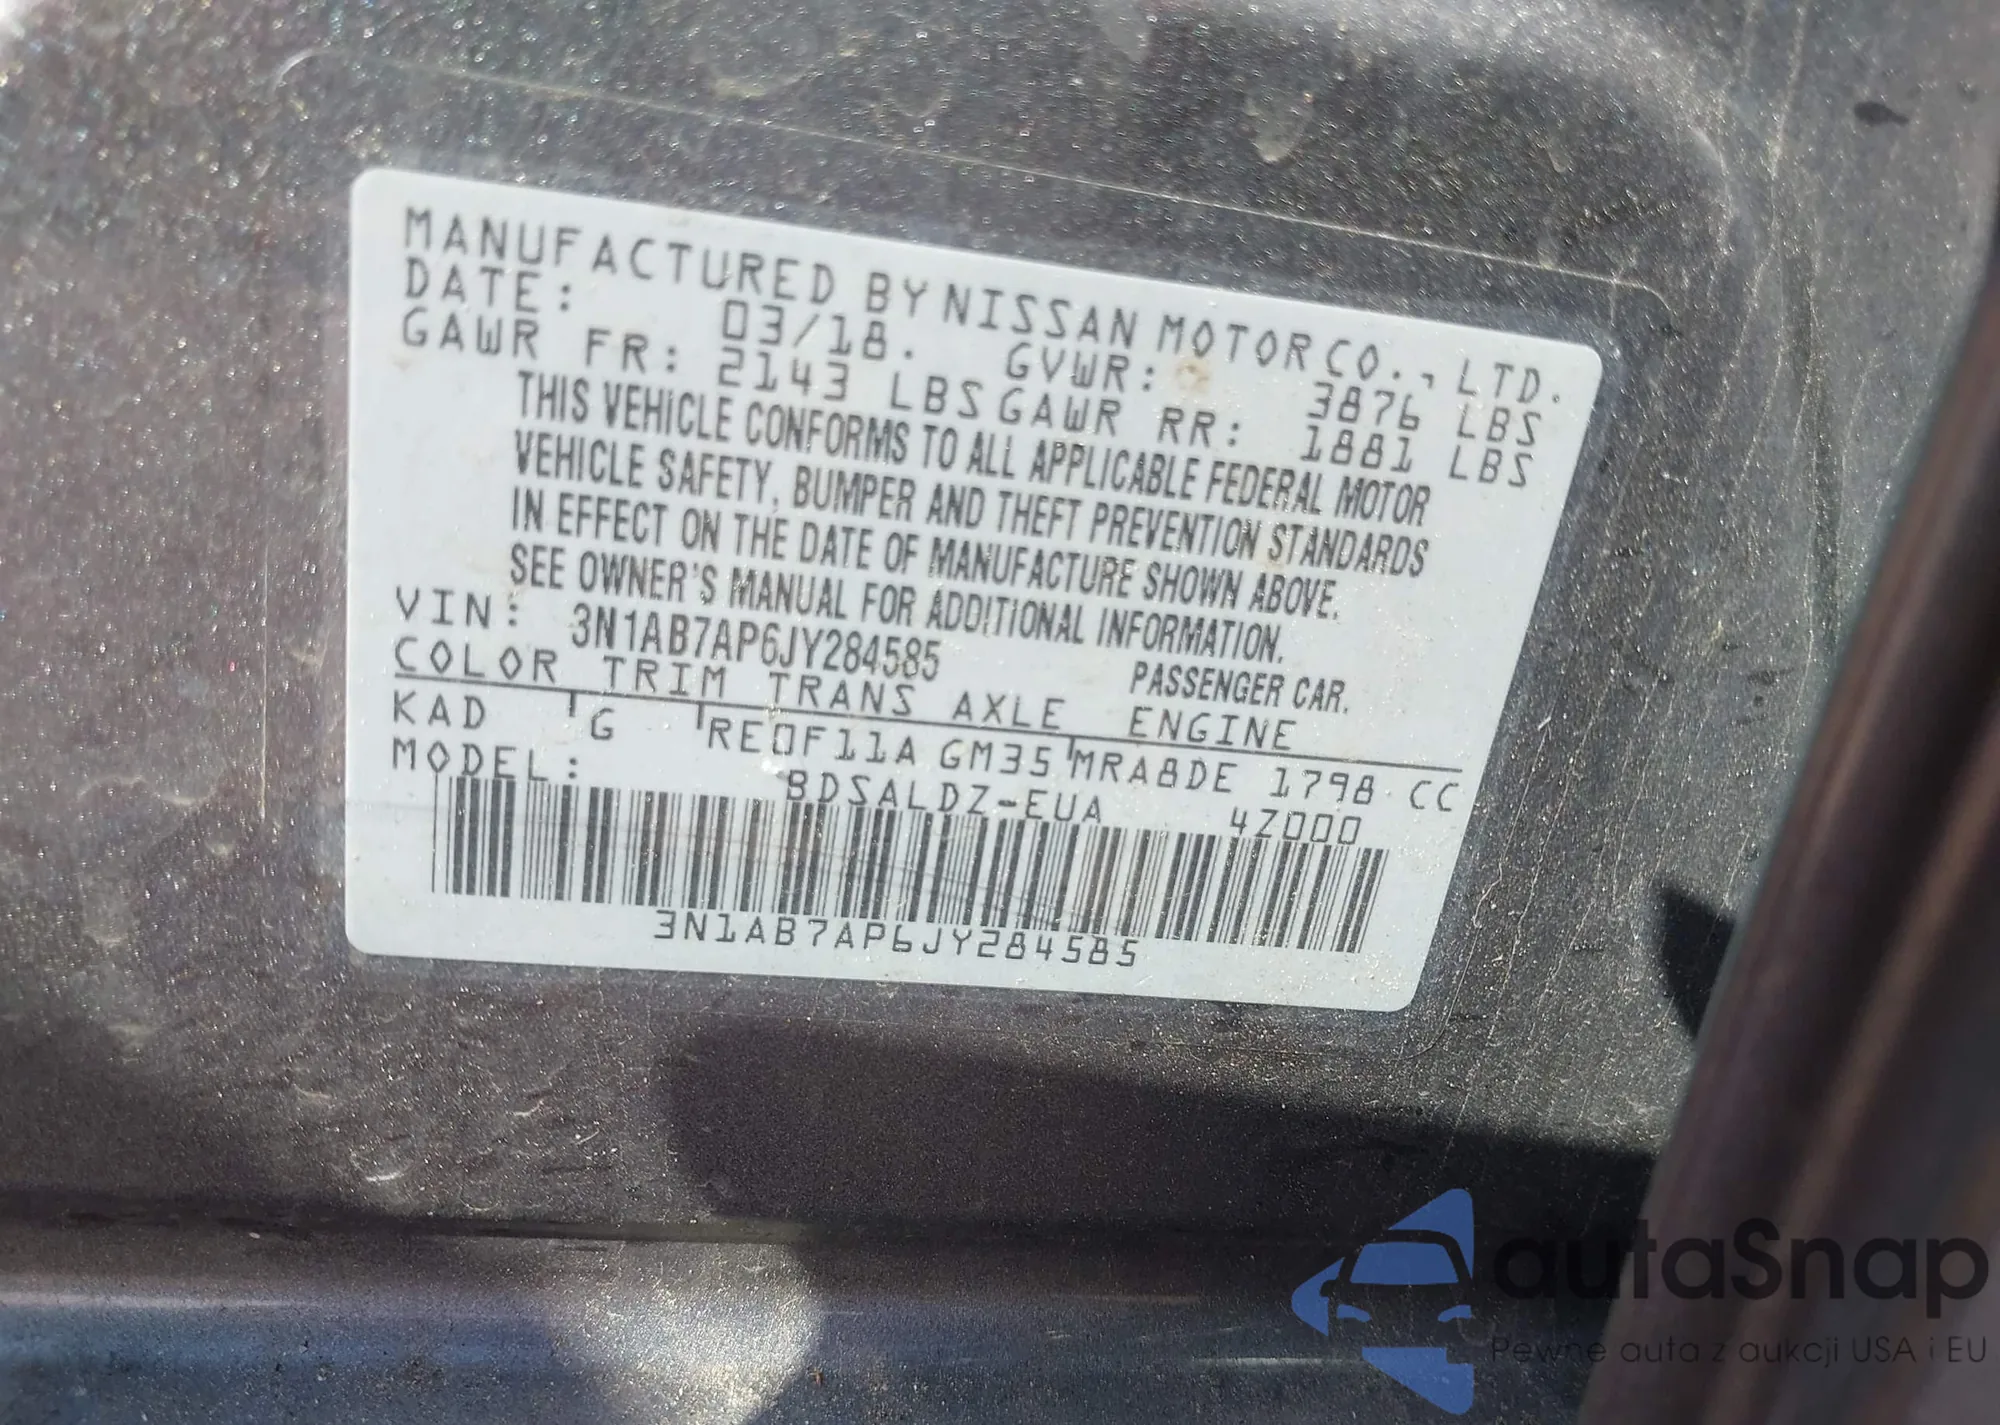 MANUFACTURED BY NISSAN MOTOR CO., LTD.
DATE: 03/18. GVWR: 3876 LBS
GAWR FR: 2143 LBS GAWR RR: 1881 LBS
THIS VEHICLE CONFORMS TO ALL APPLICABLE FEDERAL MOTOR
VEHICLE SAFETY, BUMPER AND THEFT PREVENTION STANDARDS
IN EFFECT ON THE DATE OF MANUFACTURE SHOWN ABOVE.
SEE OWNER'S MANUAL FOR ADDITIONAL INFORMATION.
VIN: 3N1AB7AP6JY284585 PASSENGER CAR.
COLOR TRIM TRANS AXLE ENGINE
KAD G RE0F11A GM35 MRA8DE 1798 CC
MODEL: BDSALDZ-EUA 4Z000
3N1AB7AP6JY284585
autaSnap
Pewne auta z aukcji USA i EU